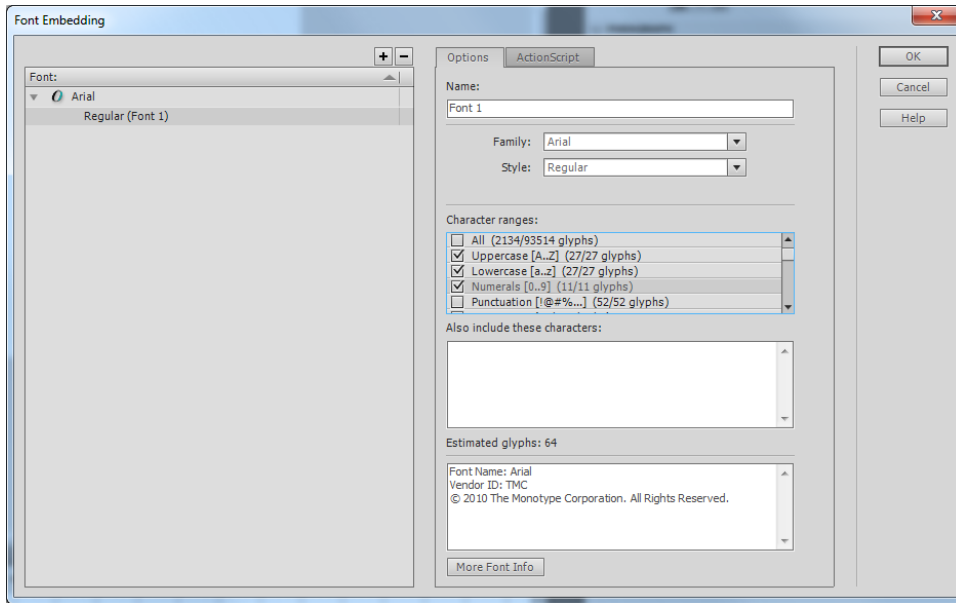 Font Embedding
+ -
Font:
Arial
Regular (Font 1)
Options ActionScript
Name:
Font 1
Family: Arial
Style: Regular
Character ranges:
All (2134/93514 glyphs)
Uppercase [A..Z] (27/27 glyphs)
Lowercase [a..z] (27/27 glyphs)
Numerals [0..9] (11/11 glyphs)
Punctuation [!@#%...] (52/52 glyphs)
Also include these characters:
Estimated glyphs: 64
Font Name: Arial
Vendor ID: TMC
© 2010 The Monotype Corporation. All Rights Reserved.
More Font Info
OK
Cancel
Help